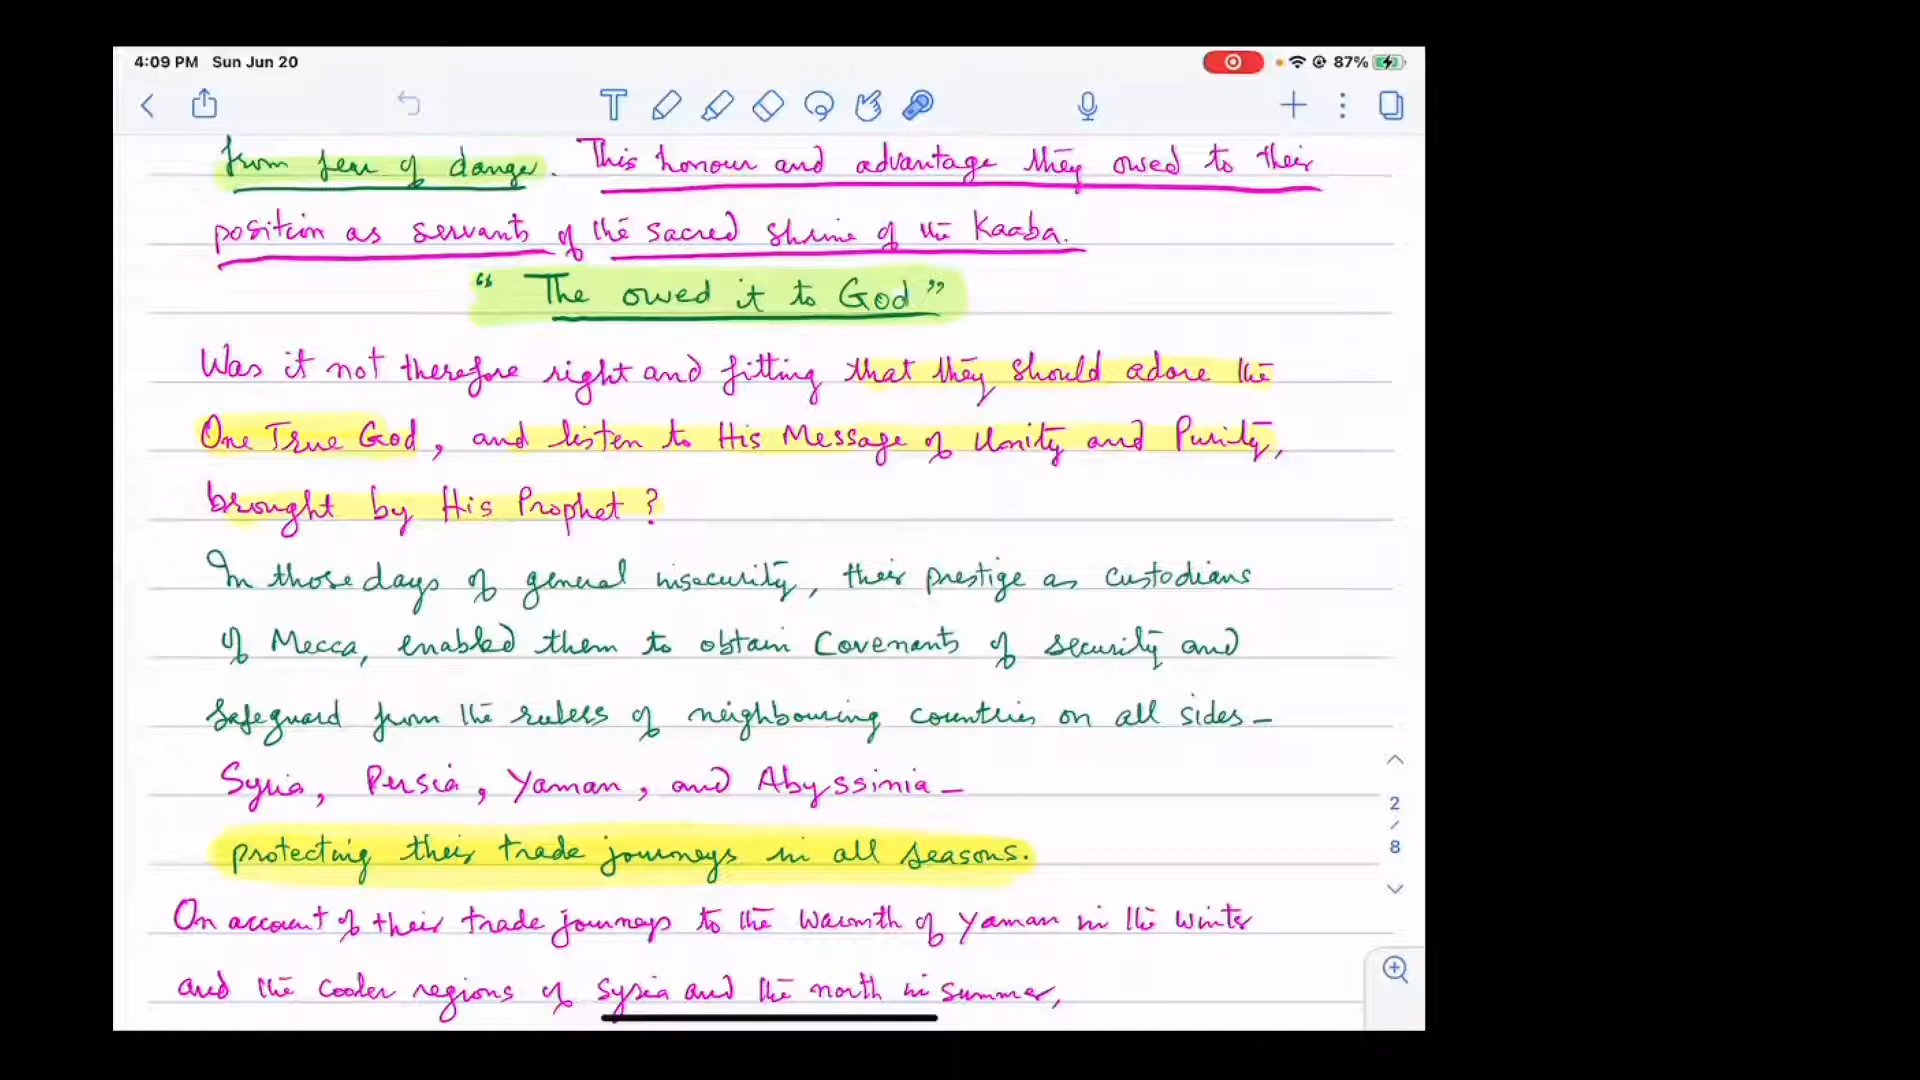 4:09 PM Sun Jun 20
87%
from fear of danger. This honour and advantage they owed to their
position as servants of the sacred shrine of the Kaaba.
“ The owed it to God ”
Was it not therefore right and fitting that they should adore the
One True God, and listen to His Message of Unity and Purity,
brought by His Prophet ?
In those days of general insecurity, their prestige as custodians
of Mecca, enabled them to obtain Covenants of security and
safeguard from the rulers of neighbouring countries on all sides –
Syria, Persia, Yaman, and Abyssinia –
protecting their trade journeys in all seasons.
On account of their trade journeys to the warmth of Yaman in the winter
and the cooler regions of Syria and the north in summer,
2
/
8